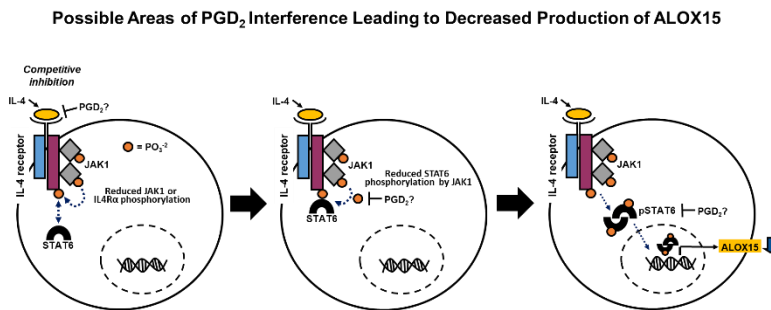 Possible Areas of PGD2 Interference Leading to Decreased Production of ALOX15
Competitive
inhibition
IL-4
PGD2?
IL-4 receptor
JAK1
= PO3-2
Reduced JAK1 or
IL4Rα phosphorylation
STAT6
IL-4
IL-4 receptor
JAK1
Reduced STAT6
phosphorylation by JAK1
PGD2?
STAT6
IL-4
IL-4 receptor
JAK1
pSTAT6
PGD2?
ALOX15